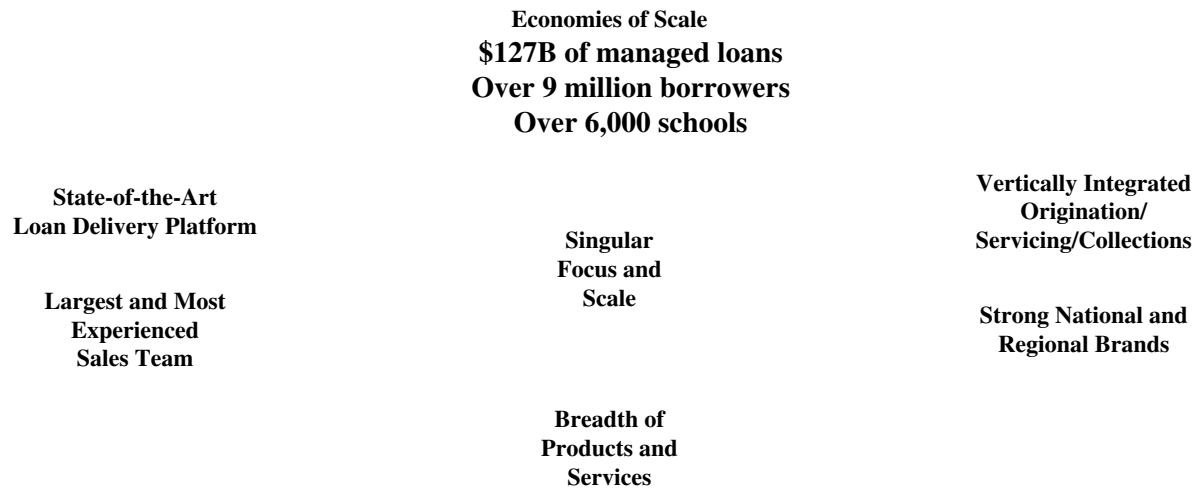 Economies of Scale
$127B of managed loans
Over 9 million borrowers
Over 6,000 schools
State-of-the-Art
Loan Delivery Platform
Vertically Integrated
Origination/
Servicing/Collections
Singular
Focus and
Scale
Largest and Most
Experienced
Sales Team
Strong National and
Regional Brands
Breadth of
Products and
Services